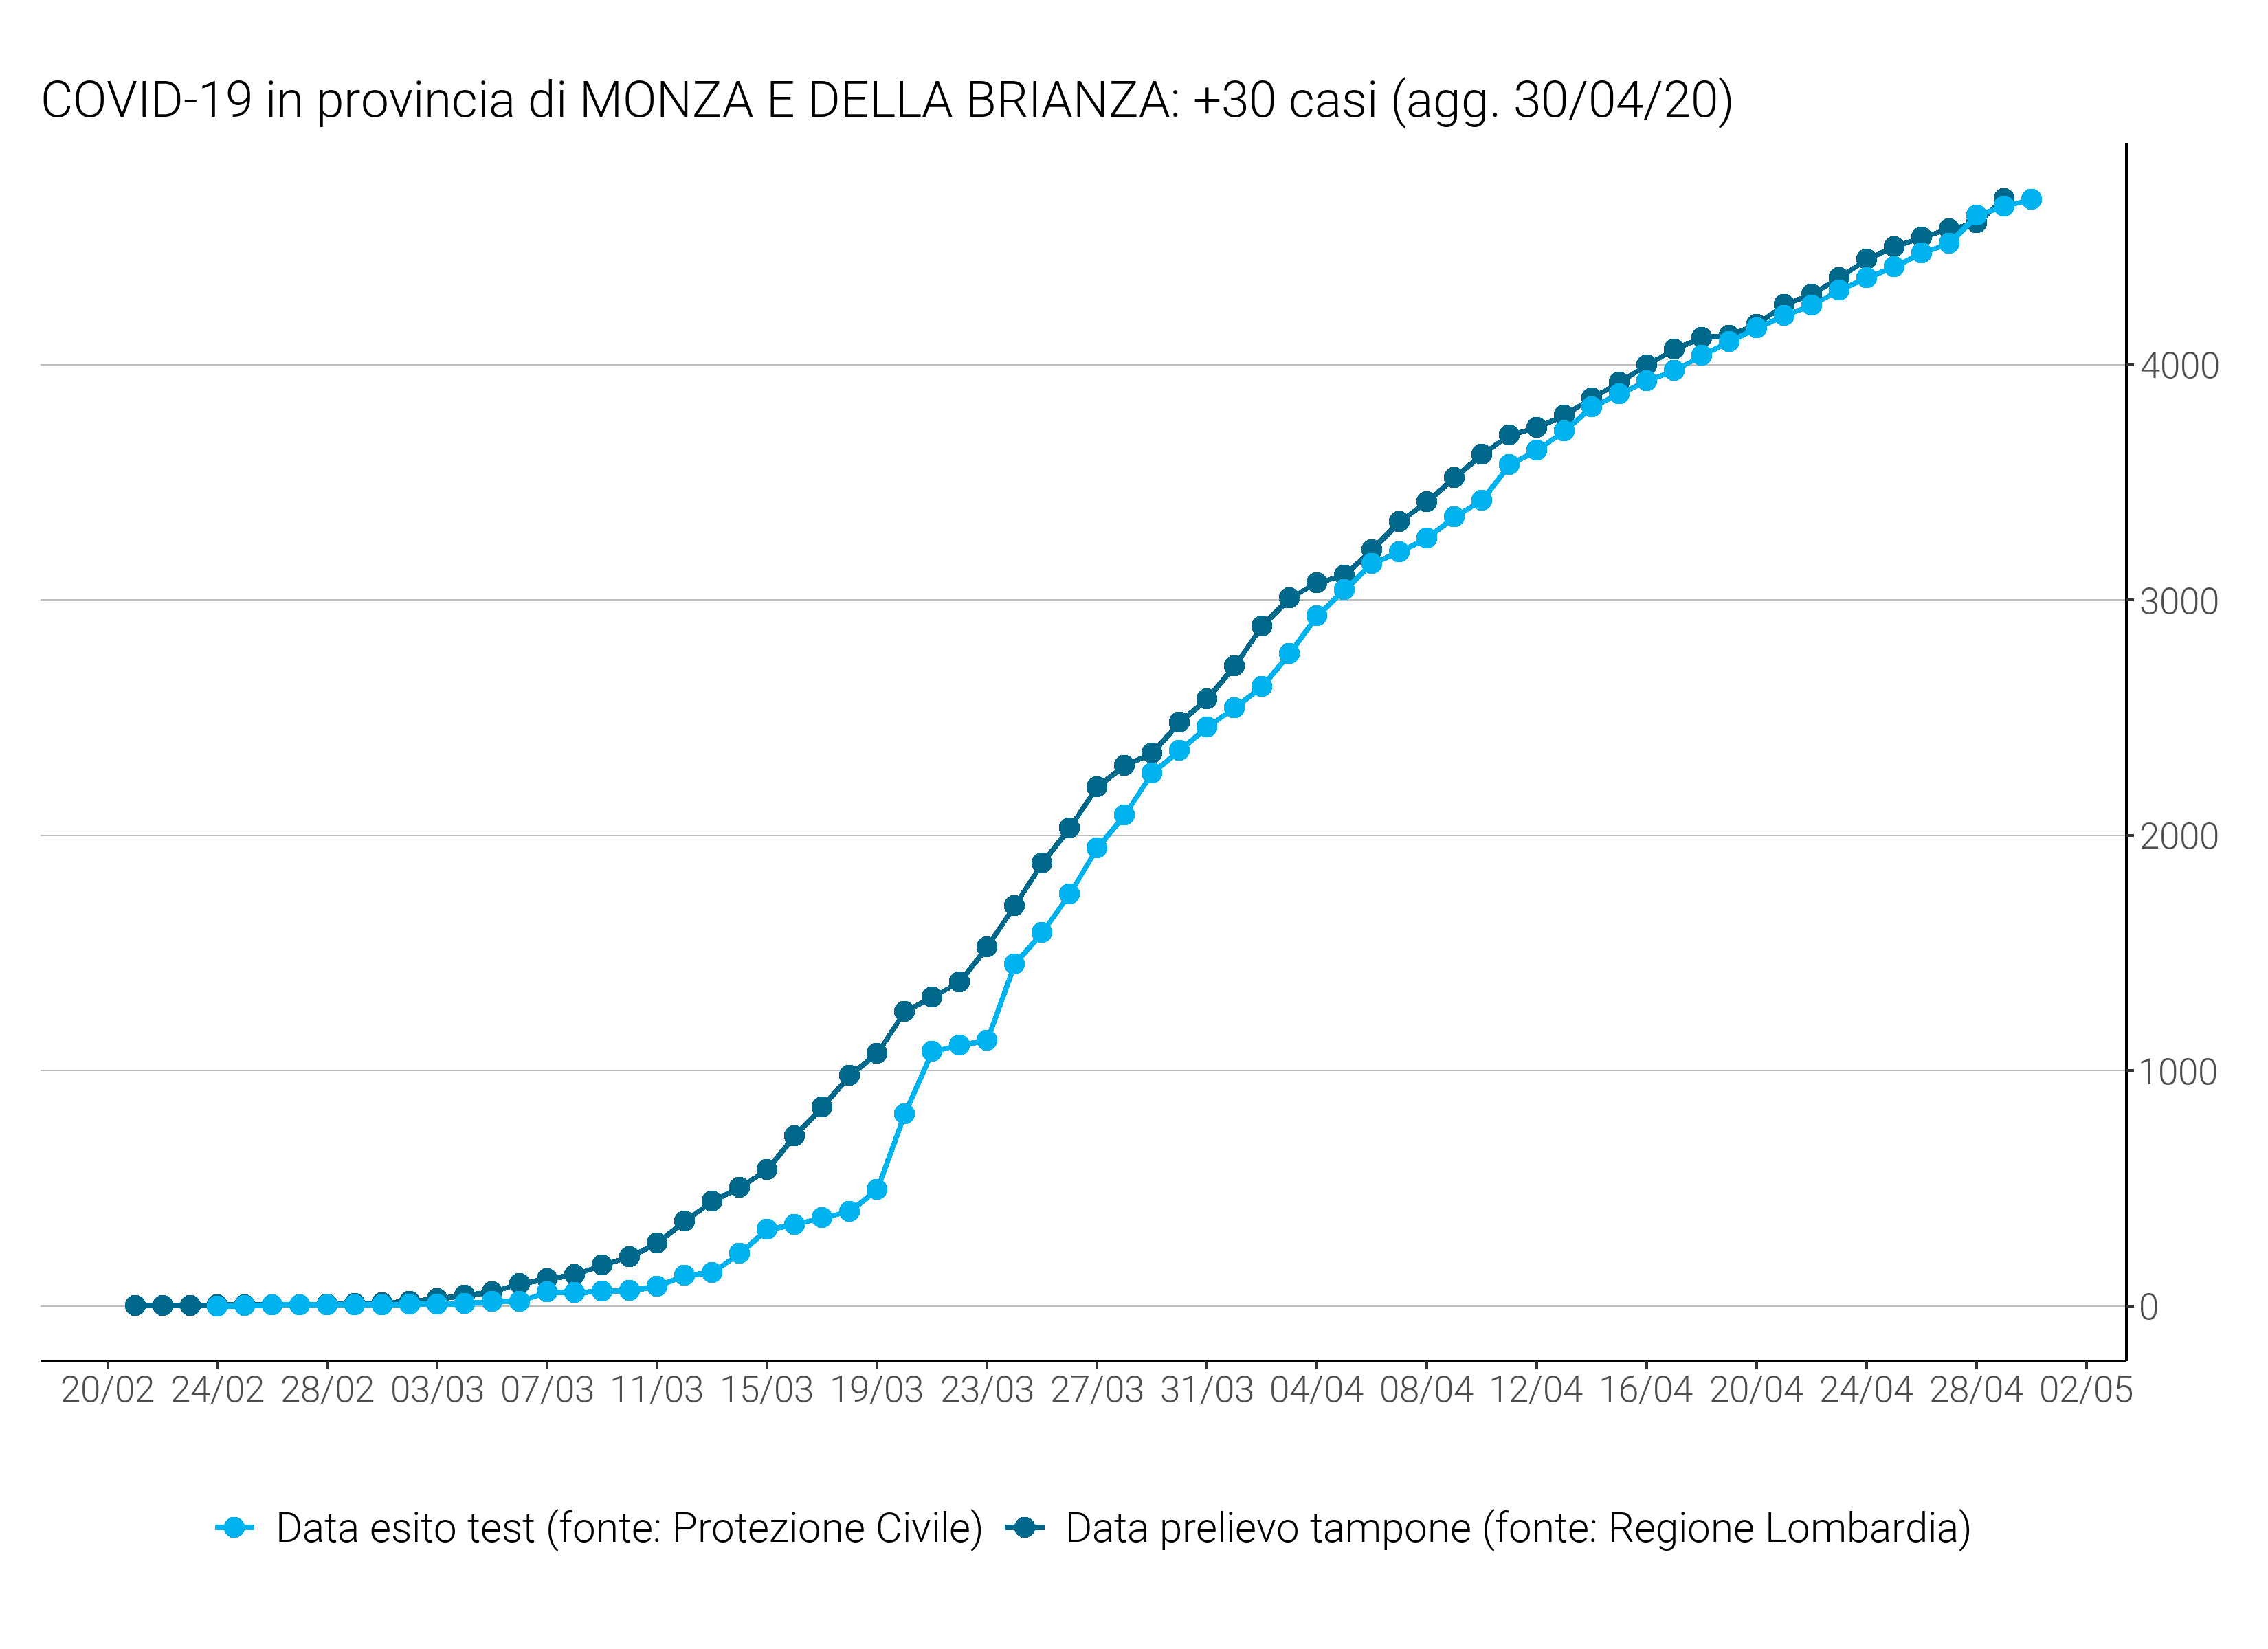 COVID-19 in provincia di MONZA E DELLA BRIANZA: +30 casi (agg. 30/04/20)
4000
3000
2000
1000
0
20/02 24/02 28/02 03/03 07/03 11/03 15/03 19/03 23/03 27/03 31/03 04/04 08/04 12/04 16/04 20/04 24/04 28/04 02/05
Data esito test (fonte: Protezione Civile) Data prelievo tampone (fonte: Regione Lombardia)